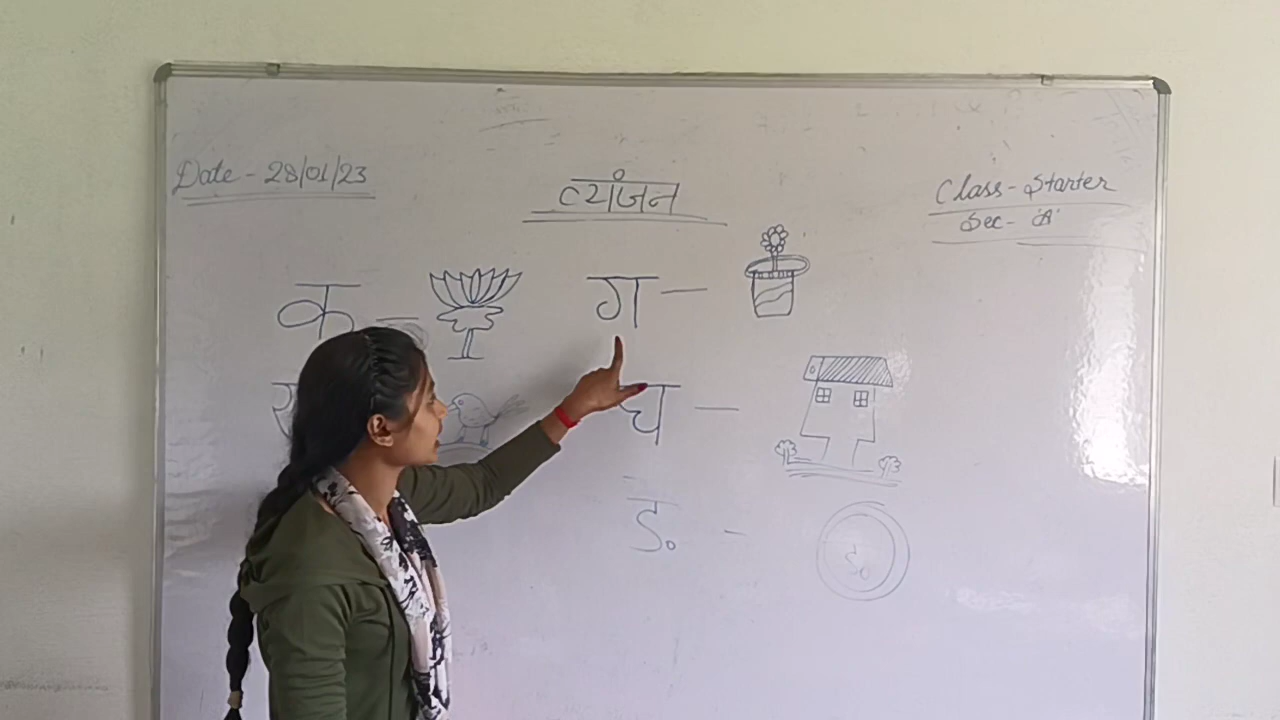 Date - 28/01/23
व्यंजन
Class - Starter
Sec - 'A'
क -
ग -
घ -
ङ -
ङ